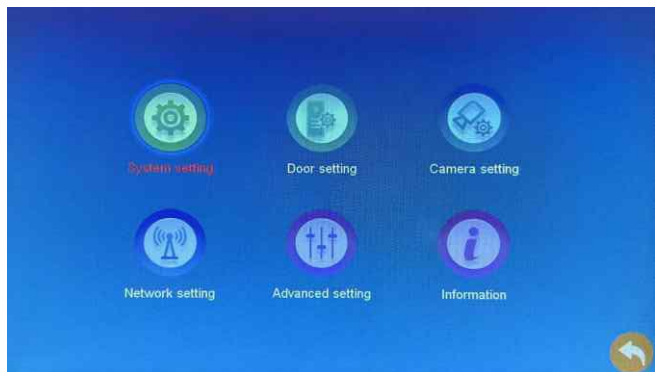 System setting
Door setting
Camera setting
Network setting
Advanced setting
Information